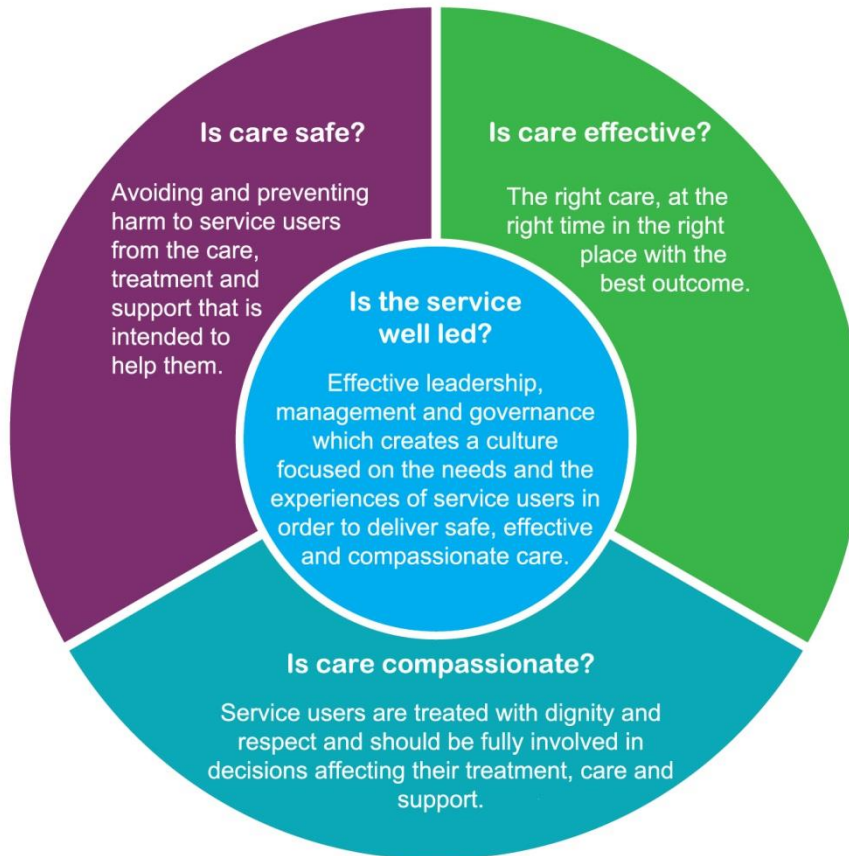 Is care safe?
Avoiding and preventing
harm to service users
from the care,
treatment and
support that is
intended to
help them.
Is care effective?
The right care, at the
right time in the right
place with the
best outcome.
Is the service
well led?
Effective leadership,
management and governance
which creates a culture
focused on the needs and the
experiences of service users in
order to deliver safe, effective
and compassionate care.
Is care compassionate?
Service users are treated with dignity and
respect and should be fully involved in
decisions affecting their treatment, care and
support.